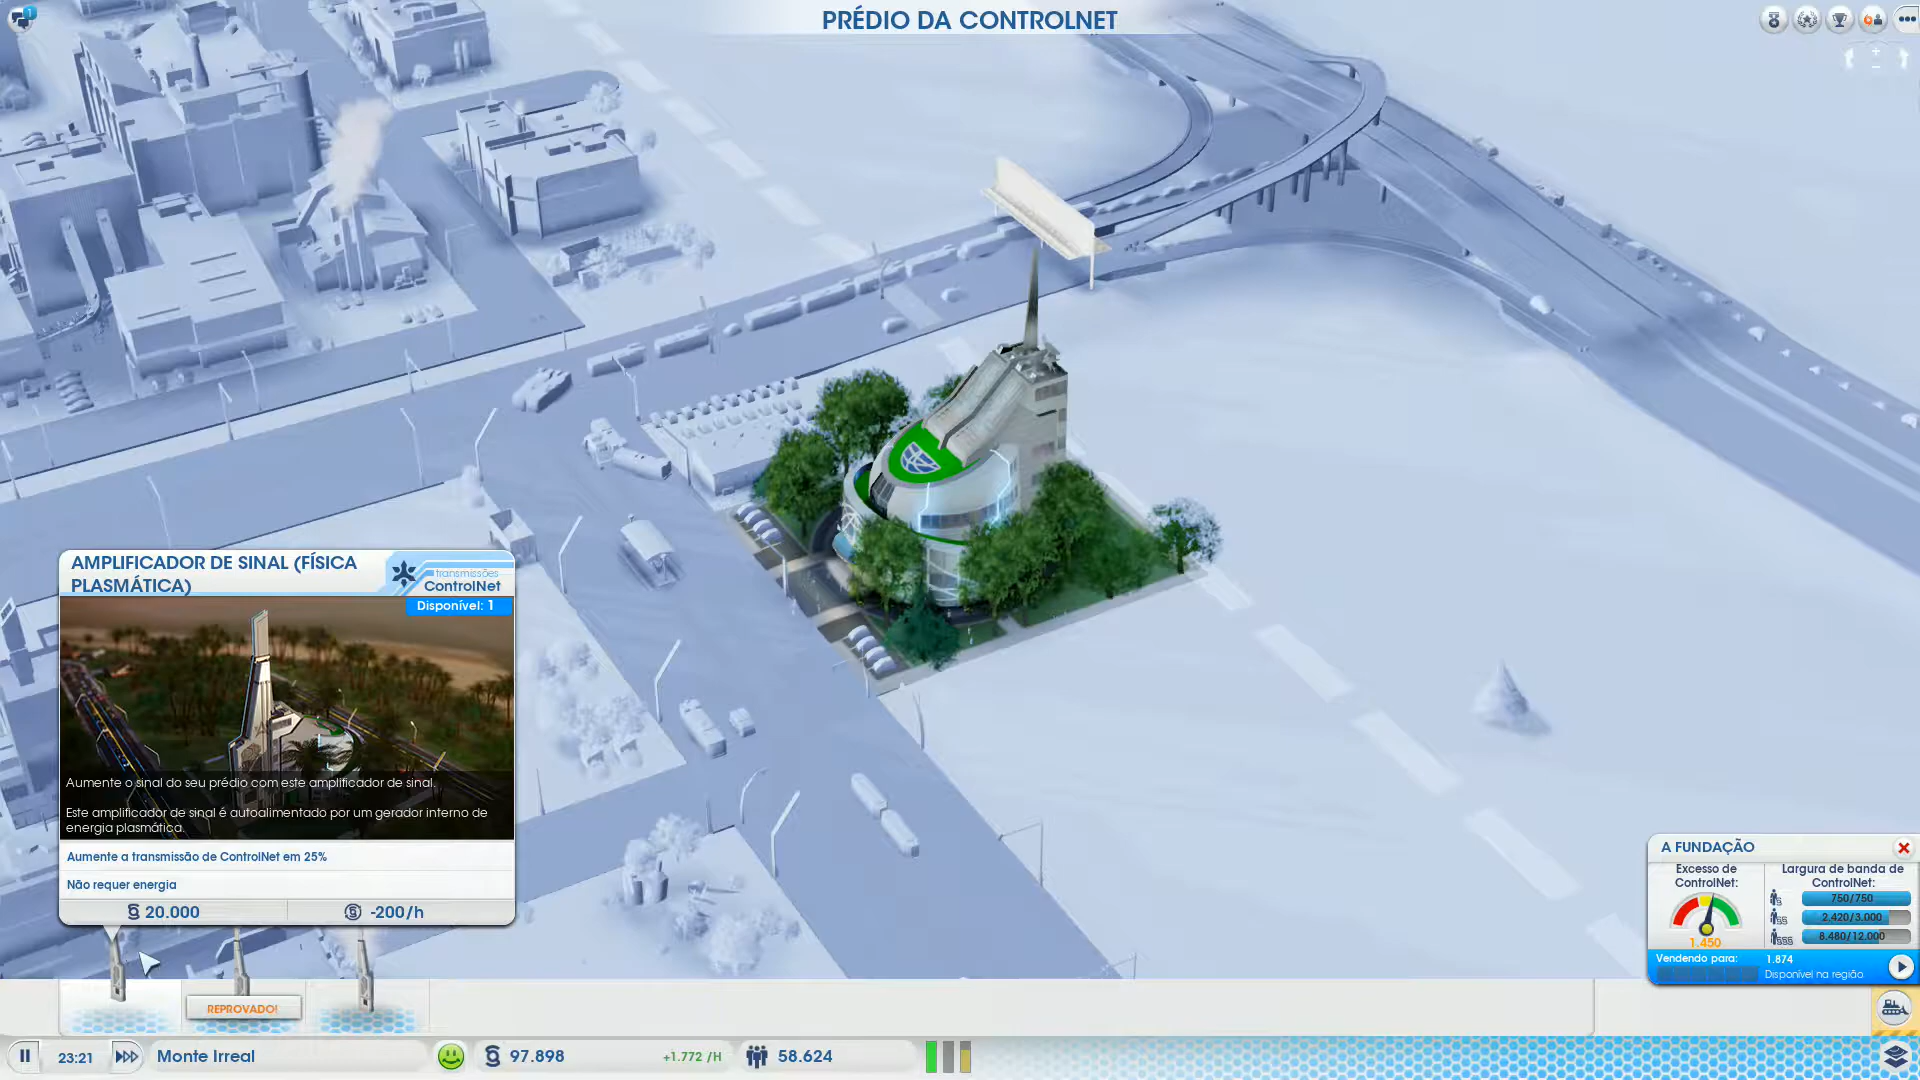 1
PRÉDIO DA CONTROLNET
AMPLIFICADOR DE SINAL (FÍSICA
PLASMÁTICA)
transmissões
ControlNet
Disponível: 1
Aumente o sinal do seu prédio com este amplificador de sinal.
Este amplificador de sinal é autoalimentado por um gerador interno de
energia plasmática.
Aumente a transmissão de ControlNet em 25%
Não requer energia
20.000
-200/h
REPROVADO!
A FUNDAÇÃO
Excesso de
ControlNet:
1.450
Largura de banda de
ControlNet:
750/750
2.420/3.000
8.480/12.000
Vendendo para:
1.874
Disponível na região
23:21
Monte Irreal
97.898
+1.772 /H
58.624